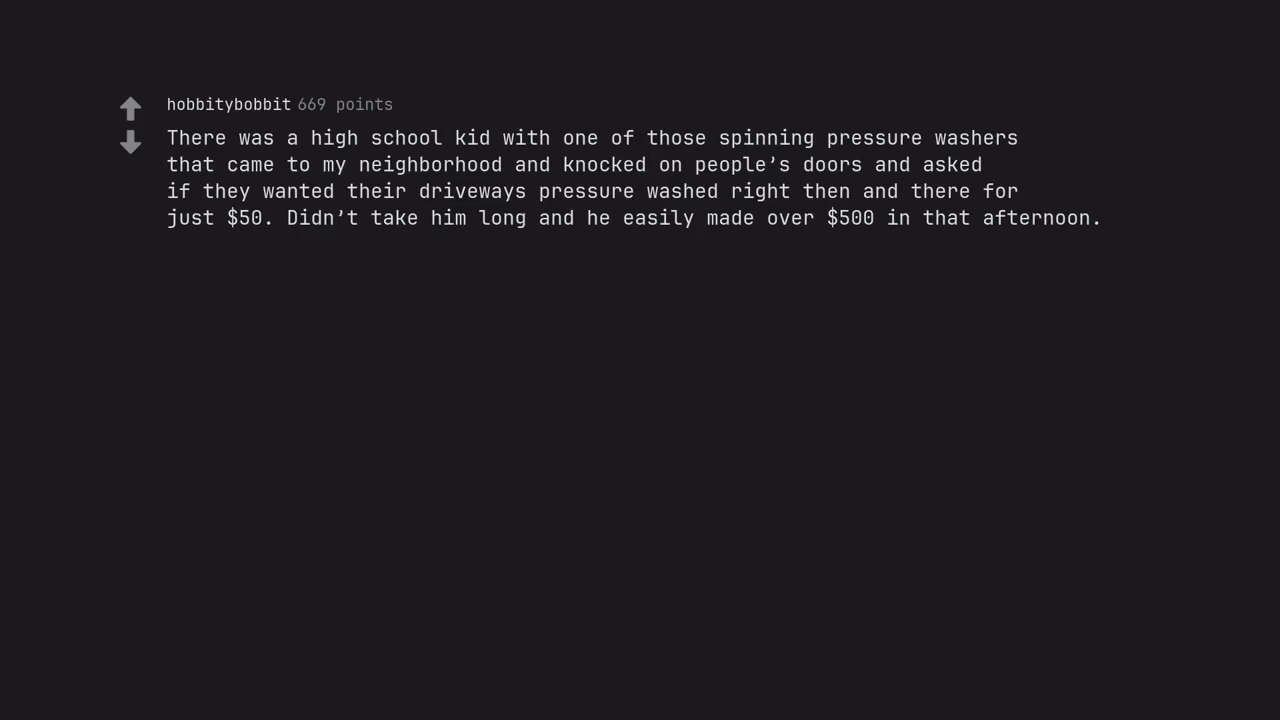 hobbitybobbit 669 points
There was a high school kid with one of those spinning pressure washers
that came to my neighborhood and knocked on people’s doors and asked
if they wanted their driveways pressure washed right then and there for
just $50. Didn’t take him long and he easily made over $500 in that afternoon.